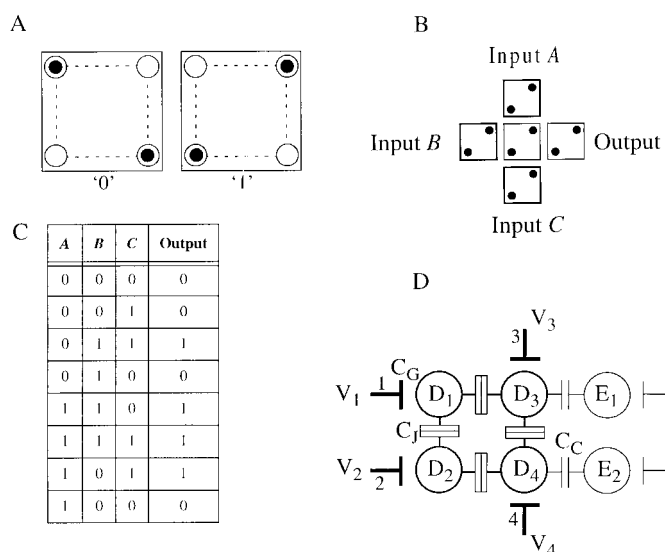 A
'0'
'1'
B
Input A
Input B
Output
Input C
C
A B C Output
0 0 0 0
0 0 1 0
0 1 1 1
0 1 0 0
1 1 0 1
1 1 1 1
1 0 1 1
1 0 0 0
D
V3
3
V1
1
CG
D1
D3
E1
CJ
CC
V2
2
D2
D4
E2
4
V4